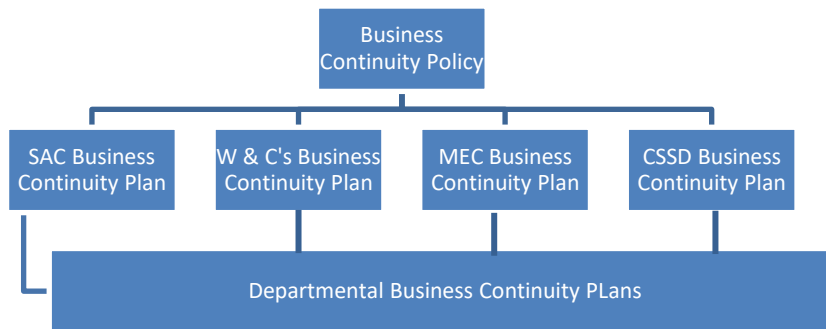 Business
Continuity Policy
SAC Business
Continuity Plan
W & C's Business
Continuity Plan
MEC Business
Continuity Plan
CSSD Business
Continuity Plan
Departmental Business Continuity PLans